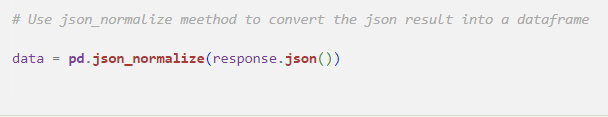 # Use json_normalize meethod to convert the json result into a dataframe
data = pd.json_normalize(response.json())